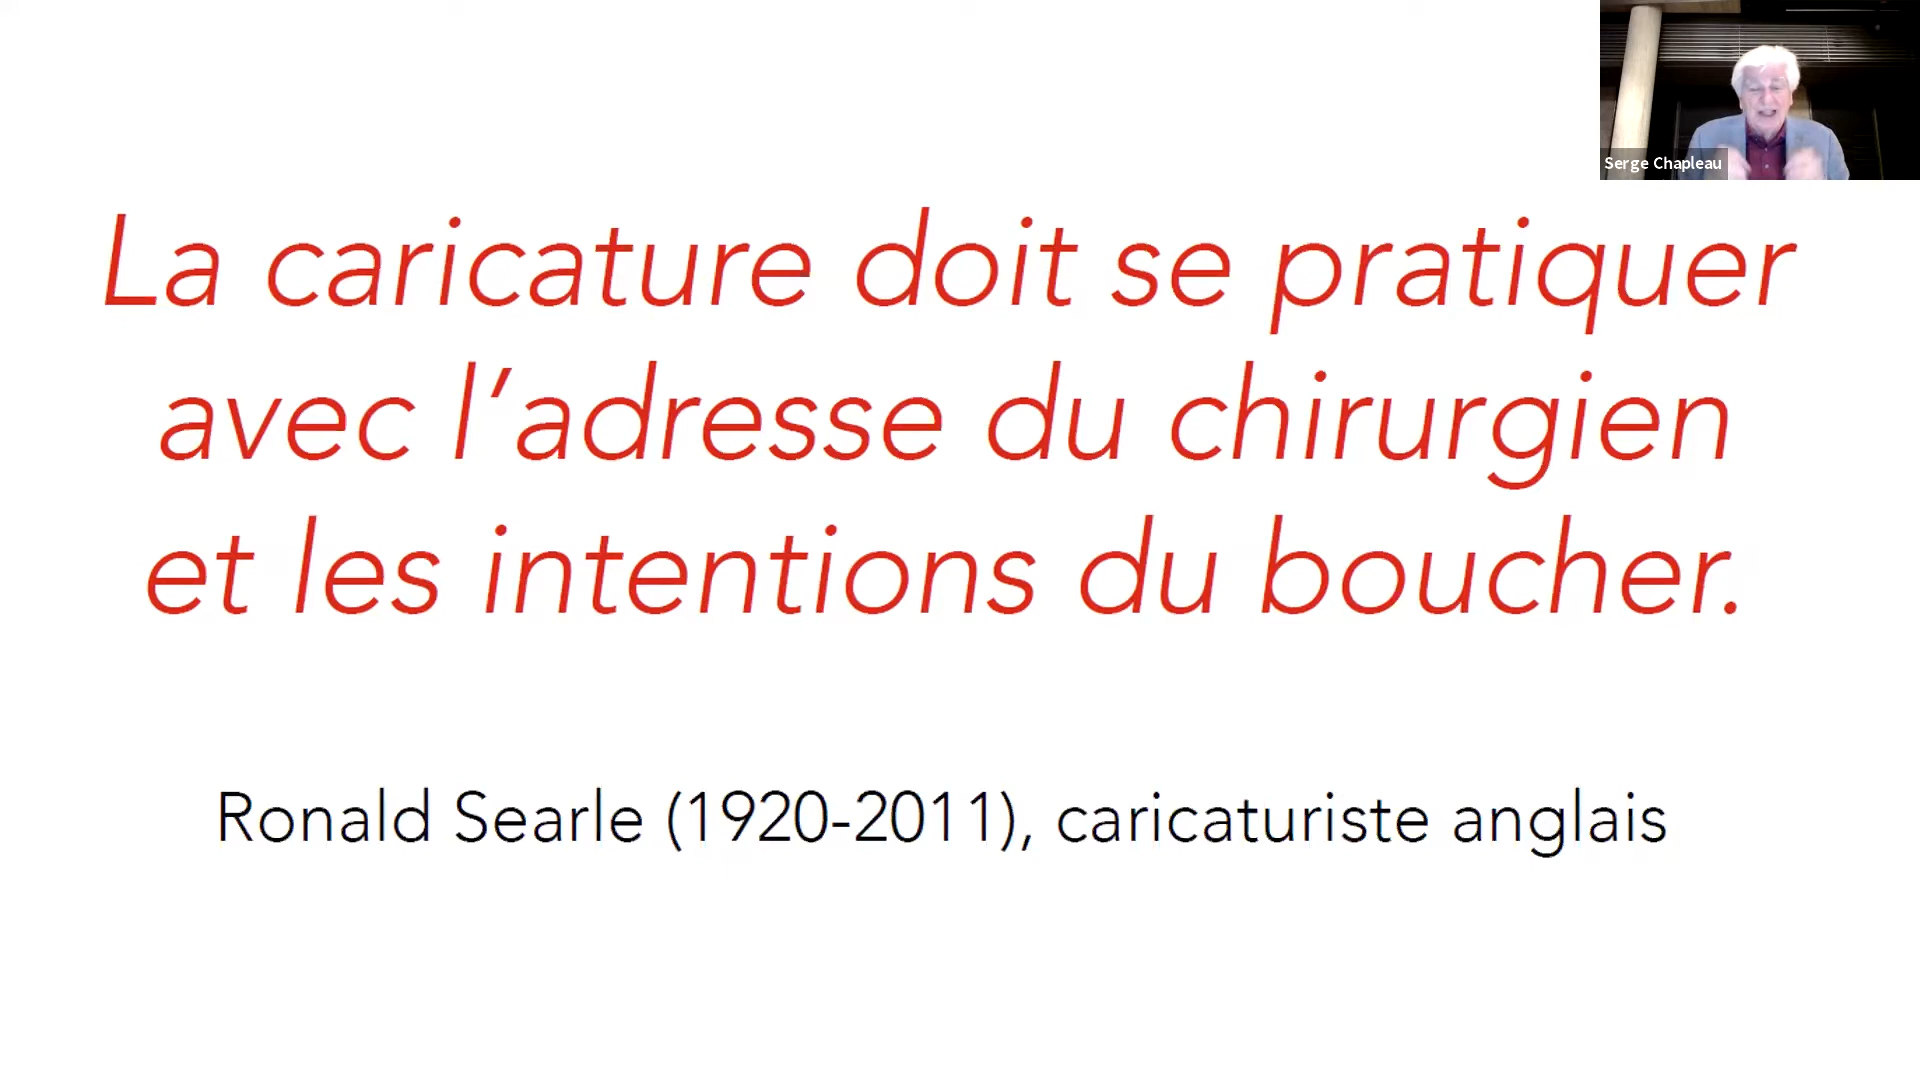 Serge Chapleau
La caricature doit se pratiquer
avec l’adresse du chirurgien
et les intentions du boucher.
Ronald Searle (1920-2011), caricaturiste anglais